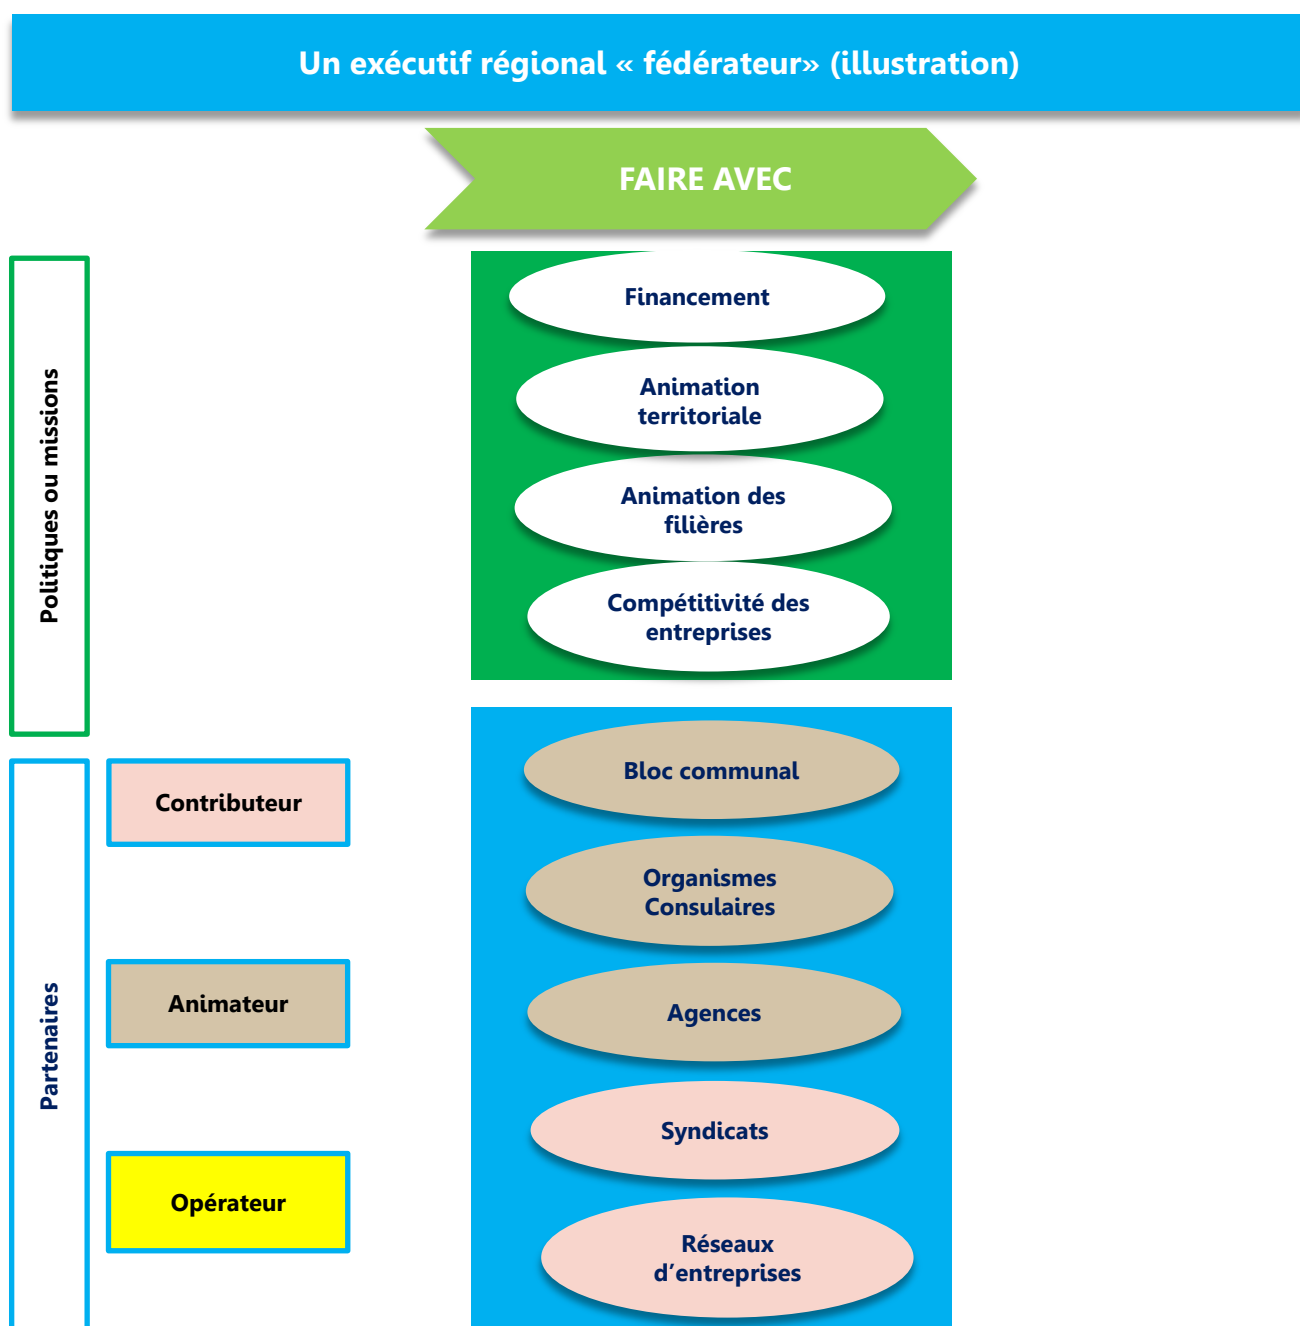 Un exécutif régional « fédérateur» (illustration)
FAIRE AVEC
Politiques ou missions
Financement
Animation
territoriale
Animation des
filières
Compétitivité des
entreprises
Partenaires
Contributeur
Animateur
Opérateur
Bloc communal
Organismes
Consulaires
Agences
Syndicats
Réseaux
d’entreprises